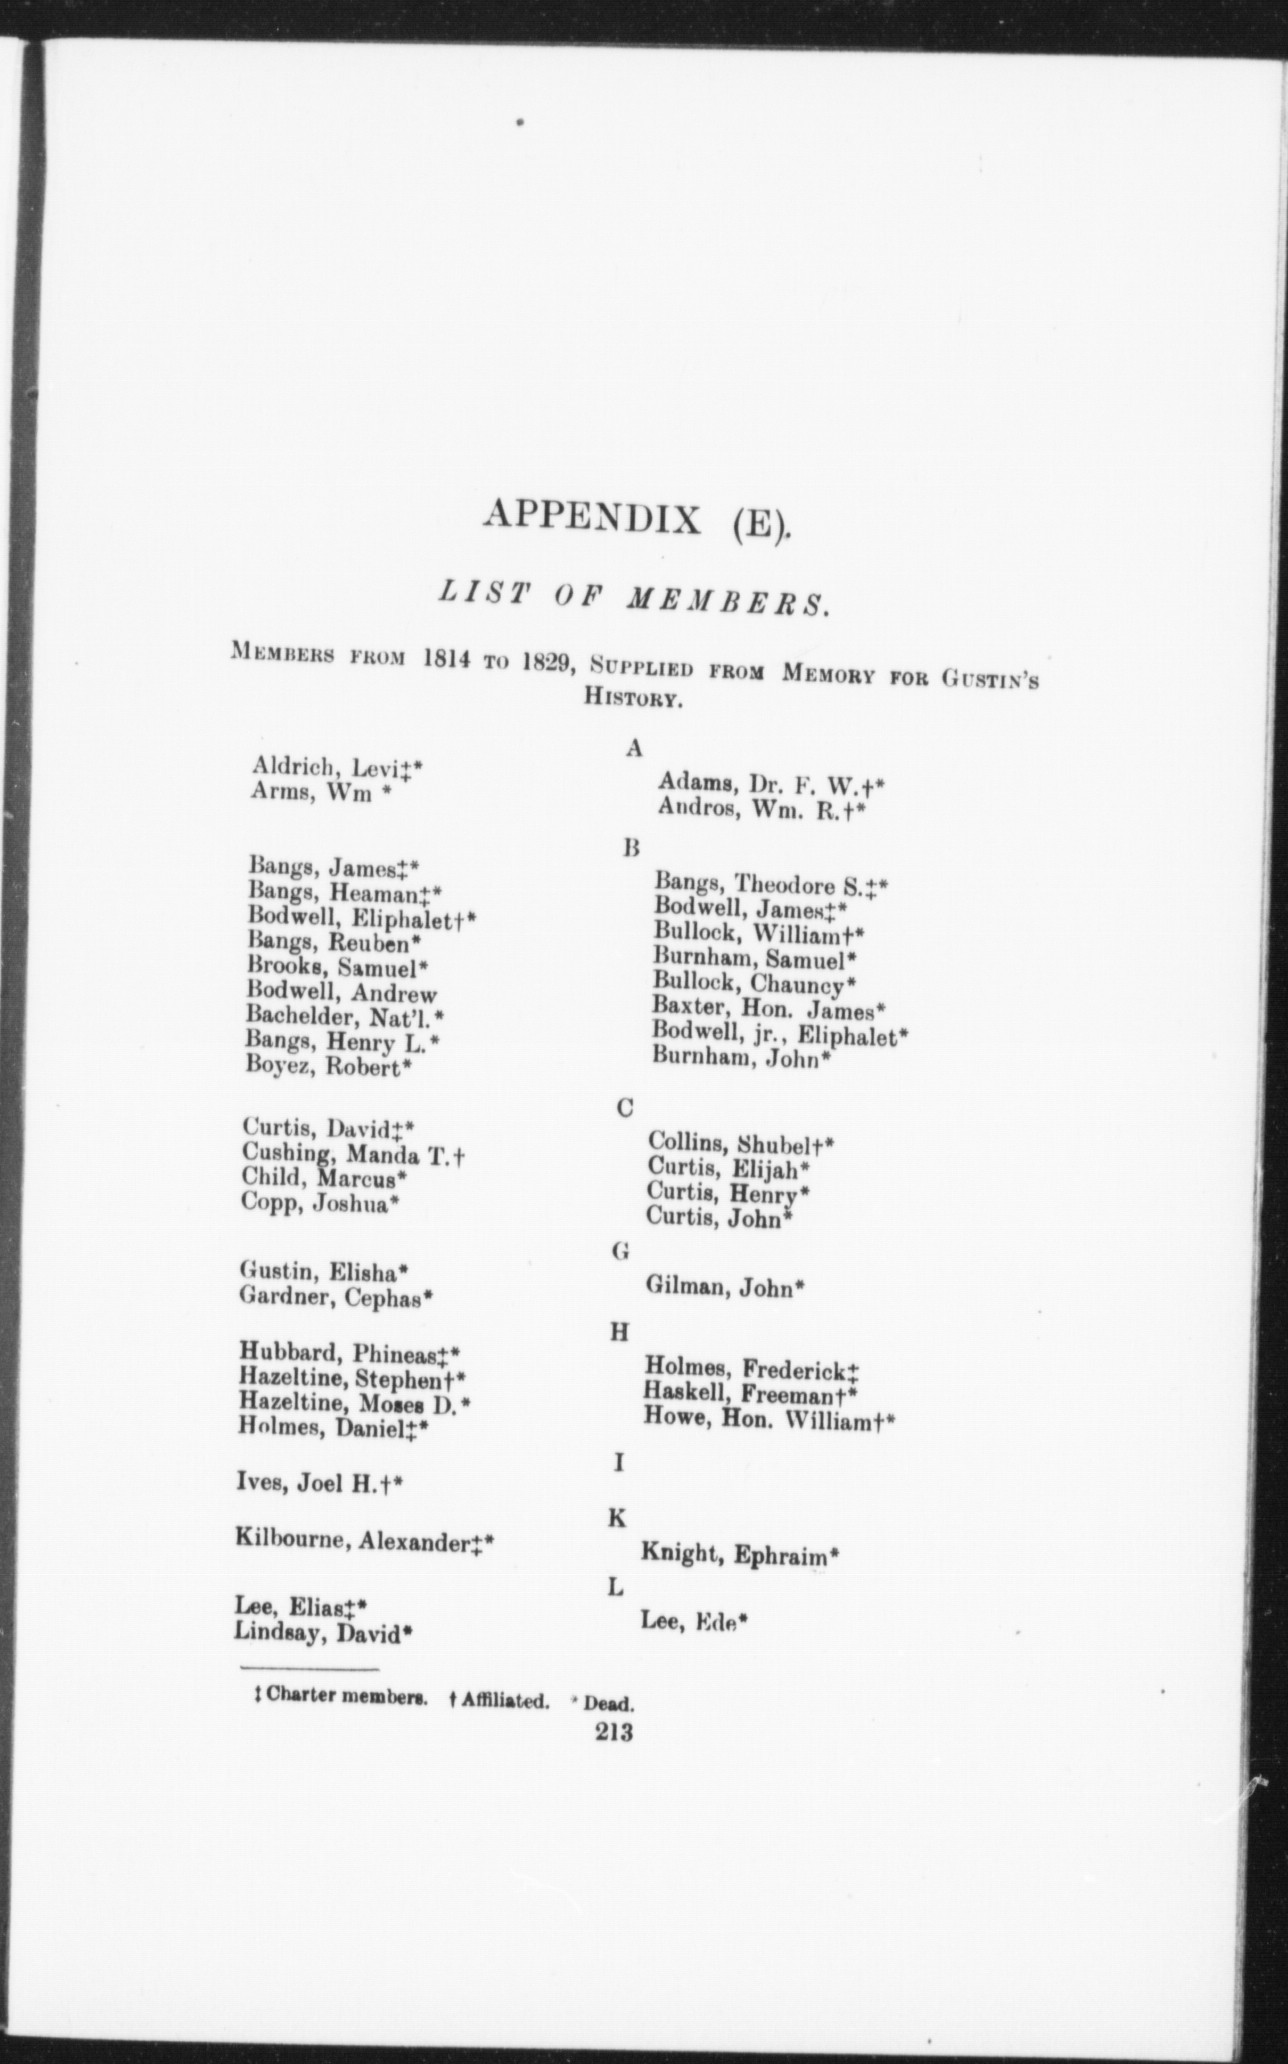 APPENDIX (E).
LIST OF MEMBERS.
MEMBERS FROM 1814 TO 1829, SUPPLIED FROM MEMORY FOR GUSTIN'S
HISTORY.
A
Aldrich, Levi‡*
Arms, Wm *
Adams, Dr. F. W.†*
Andros, Wm. R.†*
B
Bangs, James‡*
Bangs, Heaman‡*
Bodwell, Eliphalet†*
Bangs, Reuben*
Brooks, Samuel*
Bodwell, Andrew
Bachelder, Nat'l.*
Bangs, Henry L.*
Boyez, Robert*
Bangs, Theodore S.‡*
Bodwell, James‡*
Bullock, William†*
Burnham, Samuel*
Bullock, Chauncy*
Baxter, Hon. James*
Bodwell, jr., Eliphalet*
Burnham, John*
C
Curtis, David‡*
Cushing, Manda T.†
Child, Marcus*
Copp, Joshua*
Collins, Shubel†*
Curtis, Elijah*
Curtis, Henry*
Curtis, John*
G
Gustin, Elisha*
Gardner, Cephas*
Gilman, John*
H
Hubbard, Phineas‡*
Hazeltine, Stephen†*
Hazeltine, Moses D.*
Holmes, Daniel‡*
Holmes, Frederick‡
Haskell, Freeman†*
Howe, Hon. William†*
I
Ives, Joel H.†*
K
Kilbourne, Alexander‡*
Knight, Ephraim*
L
Lee, Elias‡*
Lindsay, David*
Lee, Ede*
‡ Charter members. † Affiliated. * Dead.
213